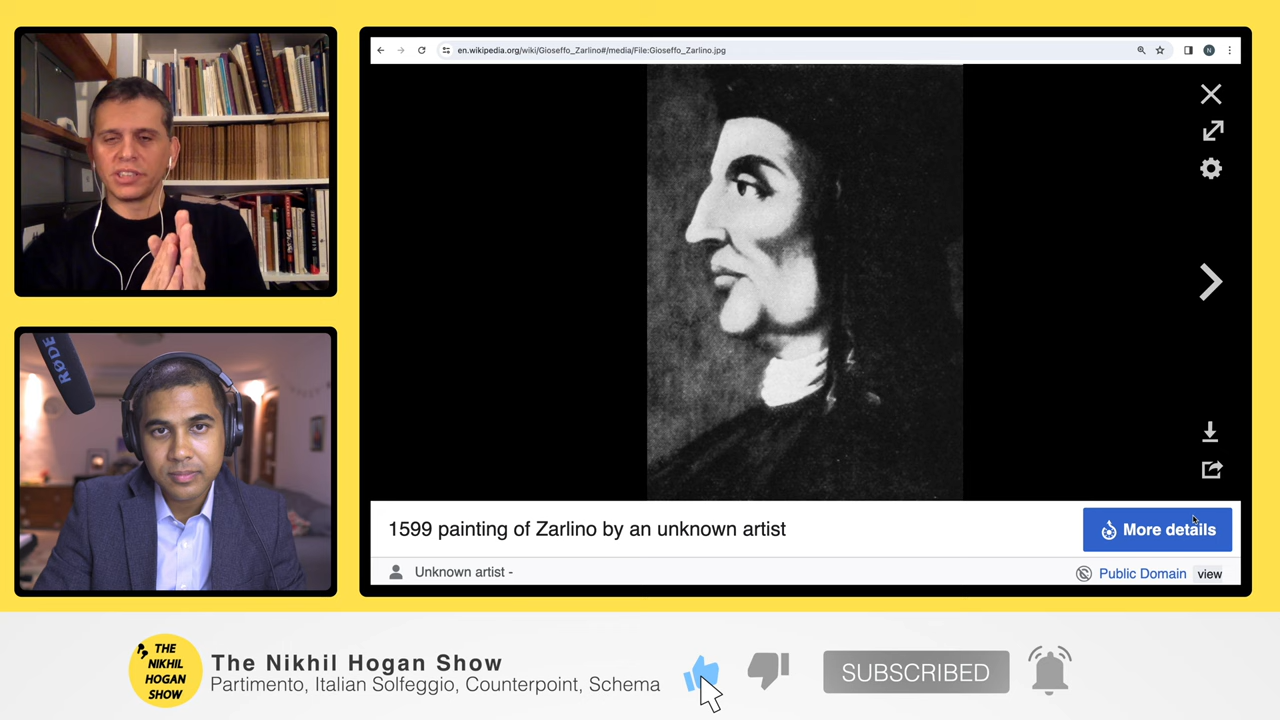 en.wikipedia.org/wiki/Gioseffo_Zarlino#/media/File:Gioseffo_Zarlino.jpg
N
RØDE
1599 painting of Zarlino by an unknown artist
More details
Unknown artist -
Public Domain
view
THE
NIKHIL
HOGAN
SHOW
The Nikhil Hogan Show
Partimento, Italian Solfeggio, Counterpoint, Schema
SUBSCRIBED